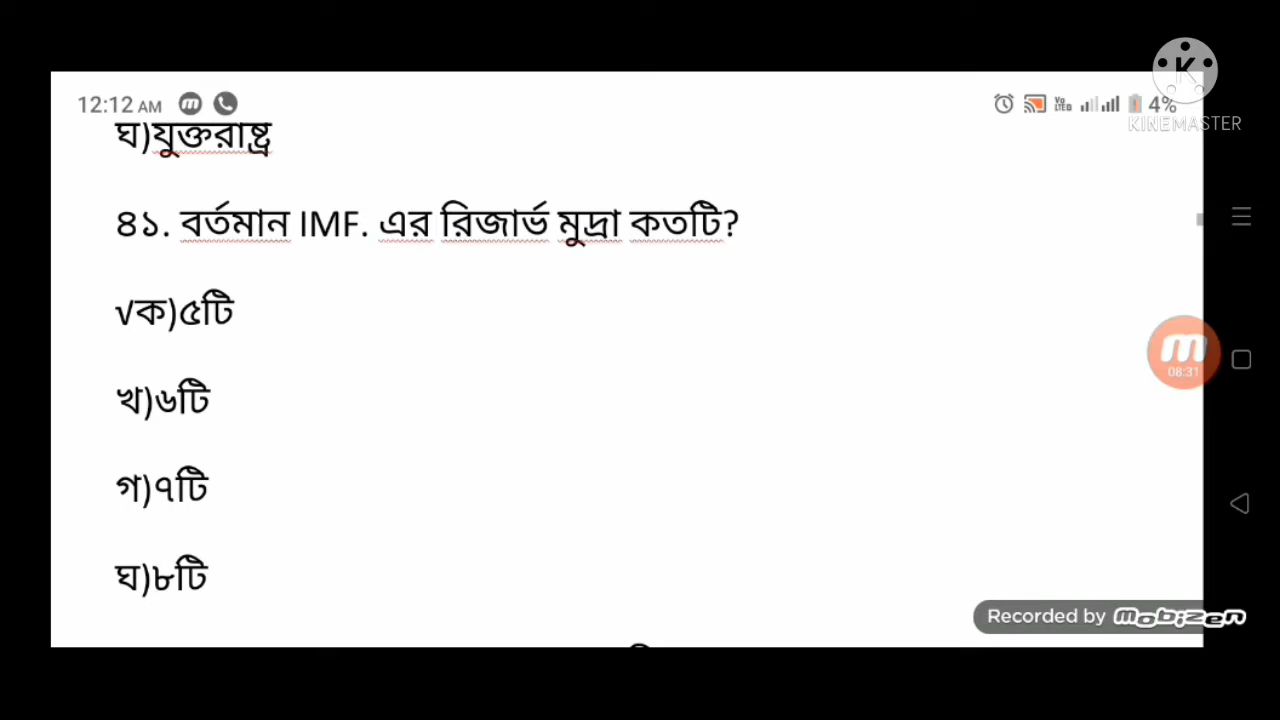 12:12 AM
4%
KINEMASTER
ঘ)যুক্তরাষ্ট্র
৪১. বর্তমান IMF. এর রিজার্ভ মুদ্রা কতটি?
√ক)৫টি
08:31
খ)৬টি
গ)৭টি
ঘ)৮টি
Recorded by mobizen